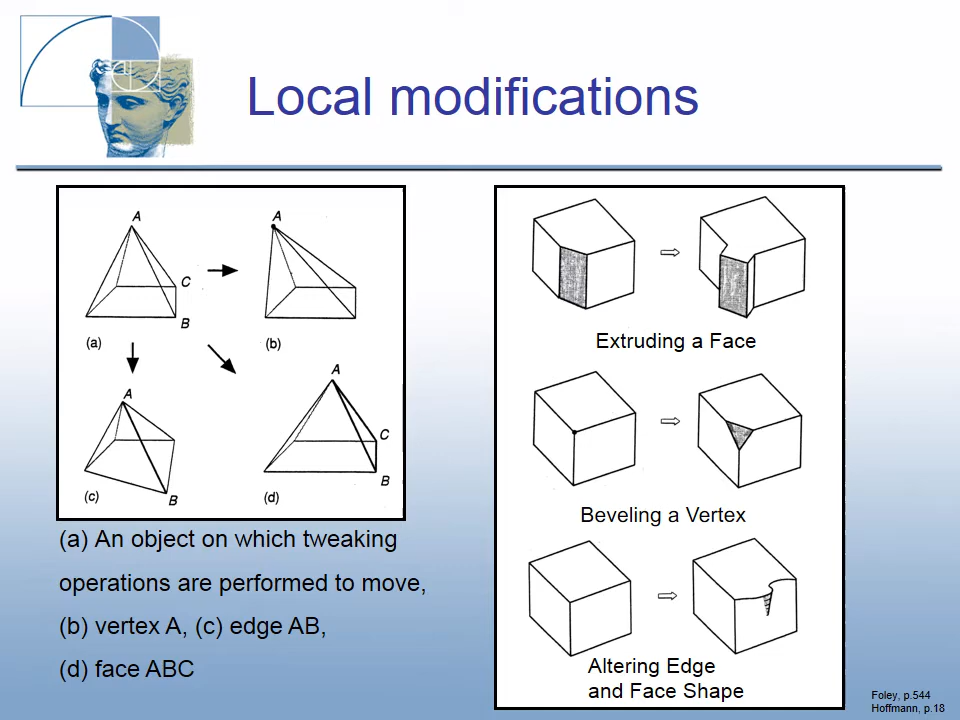 Local modifications
A
A
C
B
(a)
(b)
A
A
C
B
B
(c)
(d)
(a) An object on which tweaking
operations are performed to move,
(b) vertex A, (c) edge AB,
(d) face ABC
Extruding a Face
Beveling a Vertex
Altering Edge
and Face Shape
Foley, p.544
Hoffmann, p.18